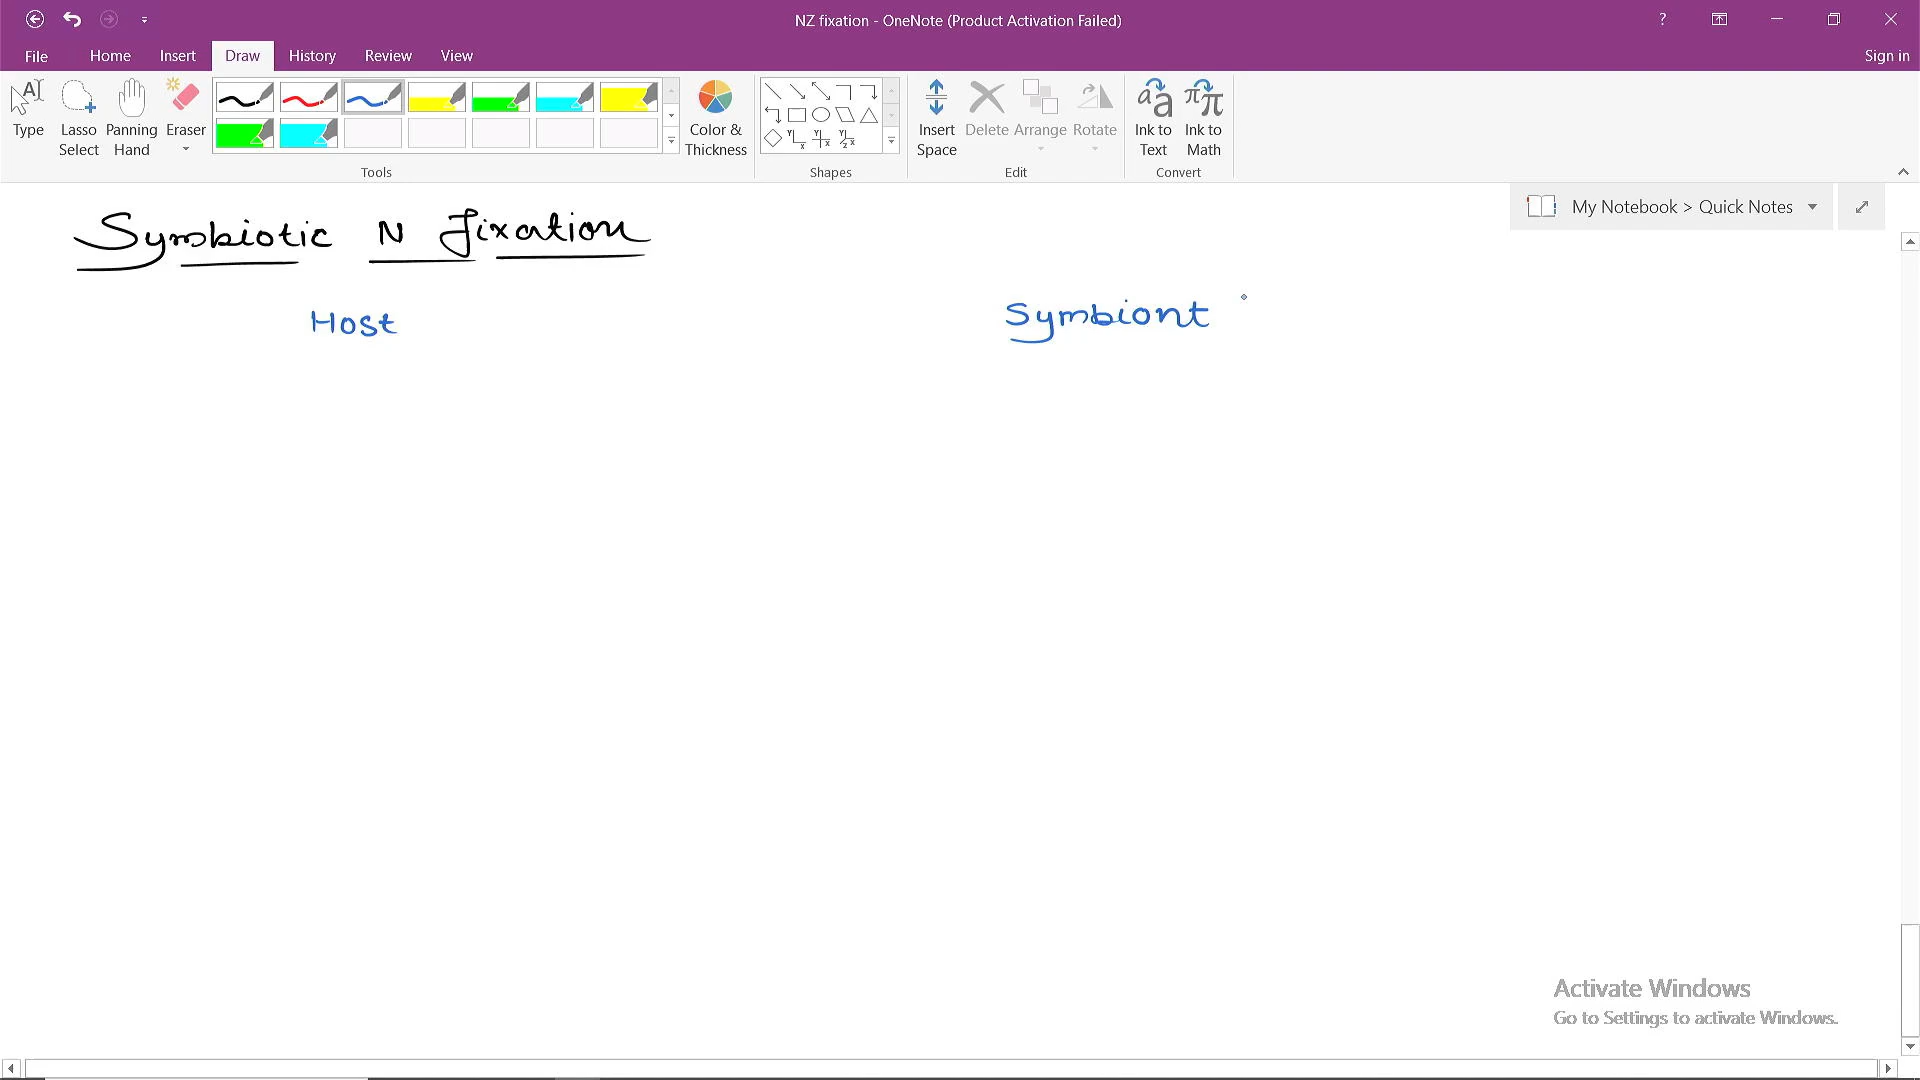 NZ fixation - OneNote (Product Activation Failed)
?
File Home Insert Draw History Review View
Sign in
Type
Lasso Select
Panning Hand
Eraser
Color & Thickness
Insert Space
Delete
Arrange
Rotate
Ink to Text
Ink to Math
Tools
Shapes
Edit
Convert
My Notebook > Quick Notes
Symbiotic N fixation
Host
Symbiont
Activate Windows
Go to Settings to activate Windows.